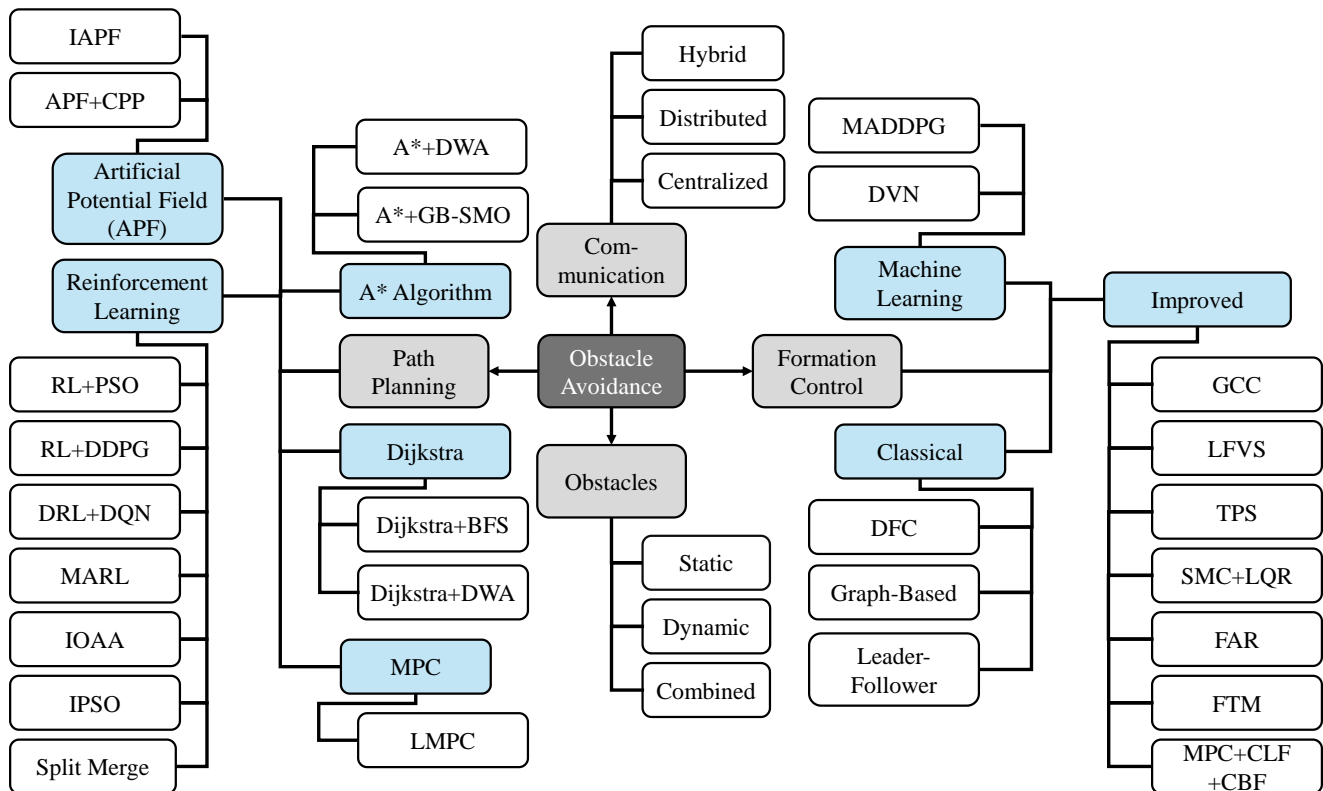 IAPF
APF+CPP
Artificial
Potential Field
(APF)
Reinforcement
Learning
RL+PSO
RL+DDPG
DRL+DQN
MARL
IOAA
IPSO
Split Merge
A*+DWA
A*+GB-SMO
A* Algorithm
Path
Planning
Dijkstra
Dijkstra+BFS
Dijkstra+DWA
MPC
LMPC
Hybrid
Distributed
Centralized
Com-
munication
Obstacle
Avoidance
Obstacles
Static
Dynamic
Combined
MADDPG
DVN
Machine
Learning
Formation
Control
Classical
DFC
Graph-Based
Leader-
Follower
Improved
GCC
LFVS
TPS
SMC+LQR
FAR
FTM
MPC+CLF
+CBF